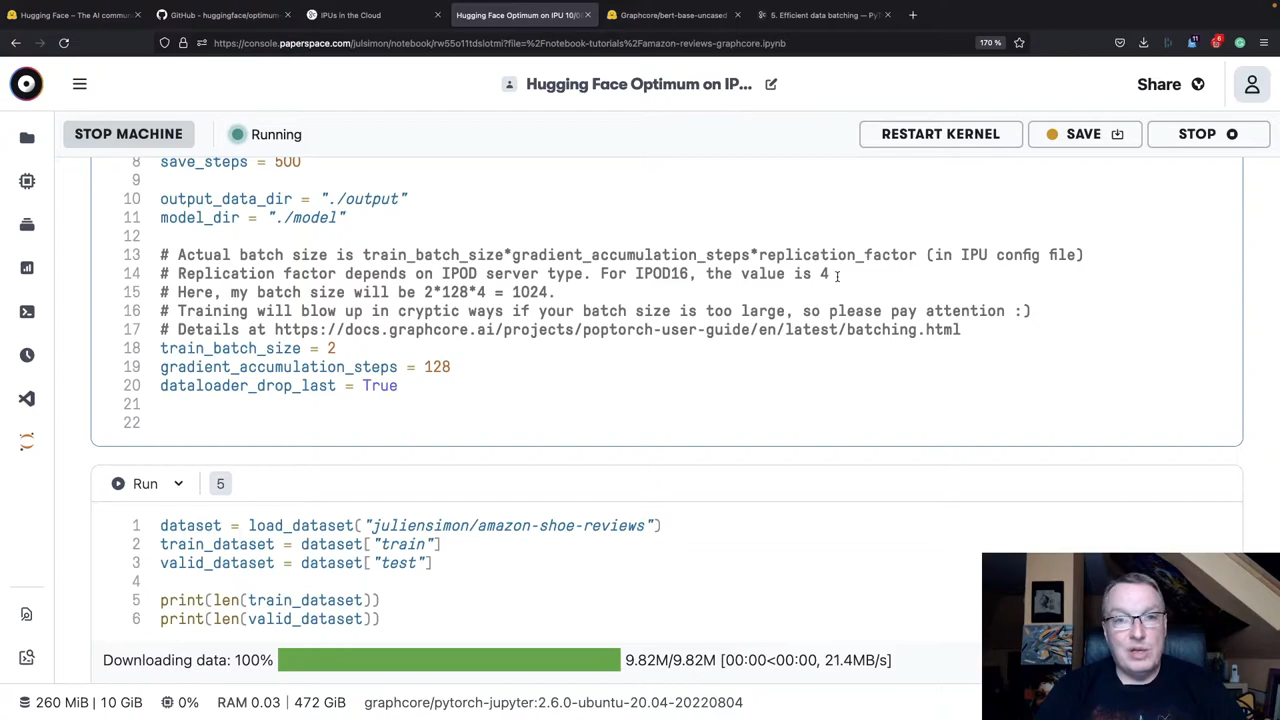 Hugging Face – The AI commun
GitHub - huggingface/optimum-
IPUs in the Cloud
Hugging Face Optimum on IPU 10/0
Graphcore/bert-base-uncased
5. Efficient data batching — PyT
https://console.paperspace.com/julsimon/notebook/rw55o11tdslotmi?file=%2Fnotebook-tutorials%2Famazon-reviews-graphcore.ipynb
170 %
11
6
Hugging Face Optimum on IP...
Share
STOP MACHINE
Running
RESTART KERNEL
SAVE
STOP
8 save_steps = 500
9
10 output_data_dir = "./output"
11 model_dir = "./model"
12
13 # Actual batch size is train_batch_size*gradient_accumulation_steps*replication_factor (in IPU config file)
14 # Replication factor depends on IPOD server type. For IPOD16, the value is 4
15 # Here, my batch size will be 2*128*4 = 1024.
16 # Training will blow up in cryptic ways if your batch size is too large, so please pay attention :)
17 # Details at https://docs.graphcore.ai/projects/poptorch-user-guide/en/latest/batching.html
18 train_batch_size = 2
19 gradient_accumulation_steps = 128
20 dataloader_drop_last = True
21
22
Run
5
1 dataset = load_dataset("juliensimon/amazon-shoe-reviews")
2 train_dataset = dataset["train"]
3 valid_dataset = dataset["test"]
4
5 print(len(train_dataset))
6 print(len(valid_dataset))
Downloading data: 100%
9.82M/9.82M [00:00<00:00, 21.4MB/s]
260 MiB | 10 GiB
0%
RAM 0.03 | 472 GiB
graphcore/pytorch-jupyter:2.6.0-ubuntu-20.04-20220804